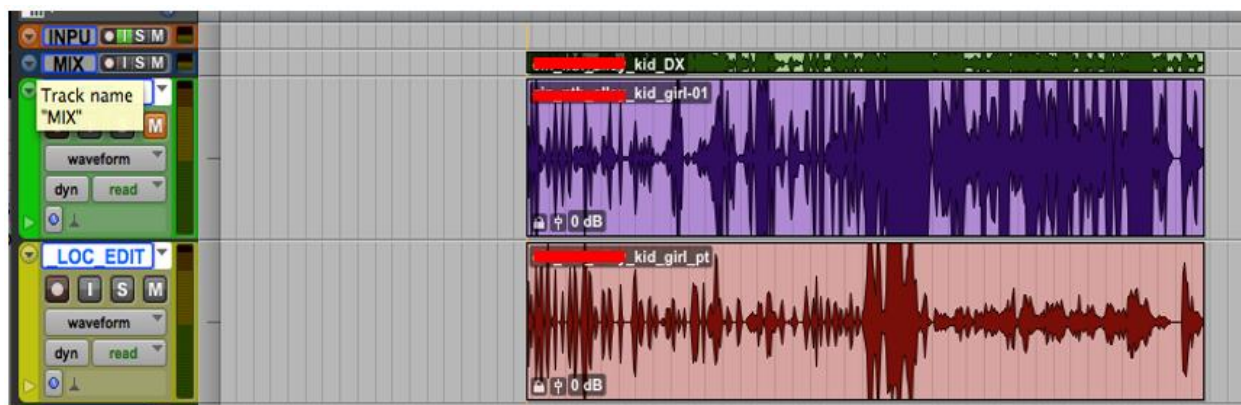 INPU I S M
MIX I S M
_kid_DX
Track name
"MIX"
_kid_girl-01
M
waveform
dyn read
0 dB
_LOC_EDIT
_kid_girl_pt
I S M
waveform
dyn read
0 dB